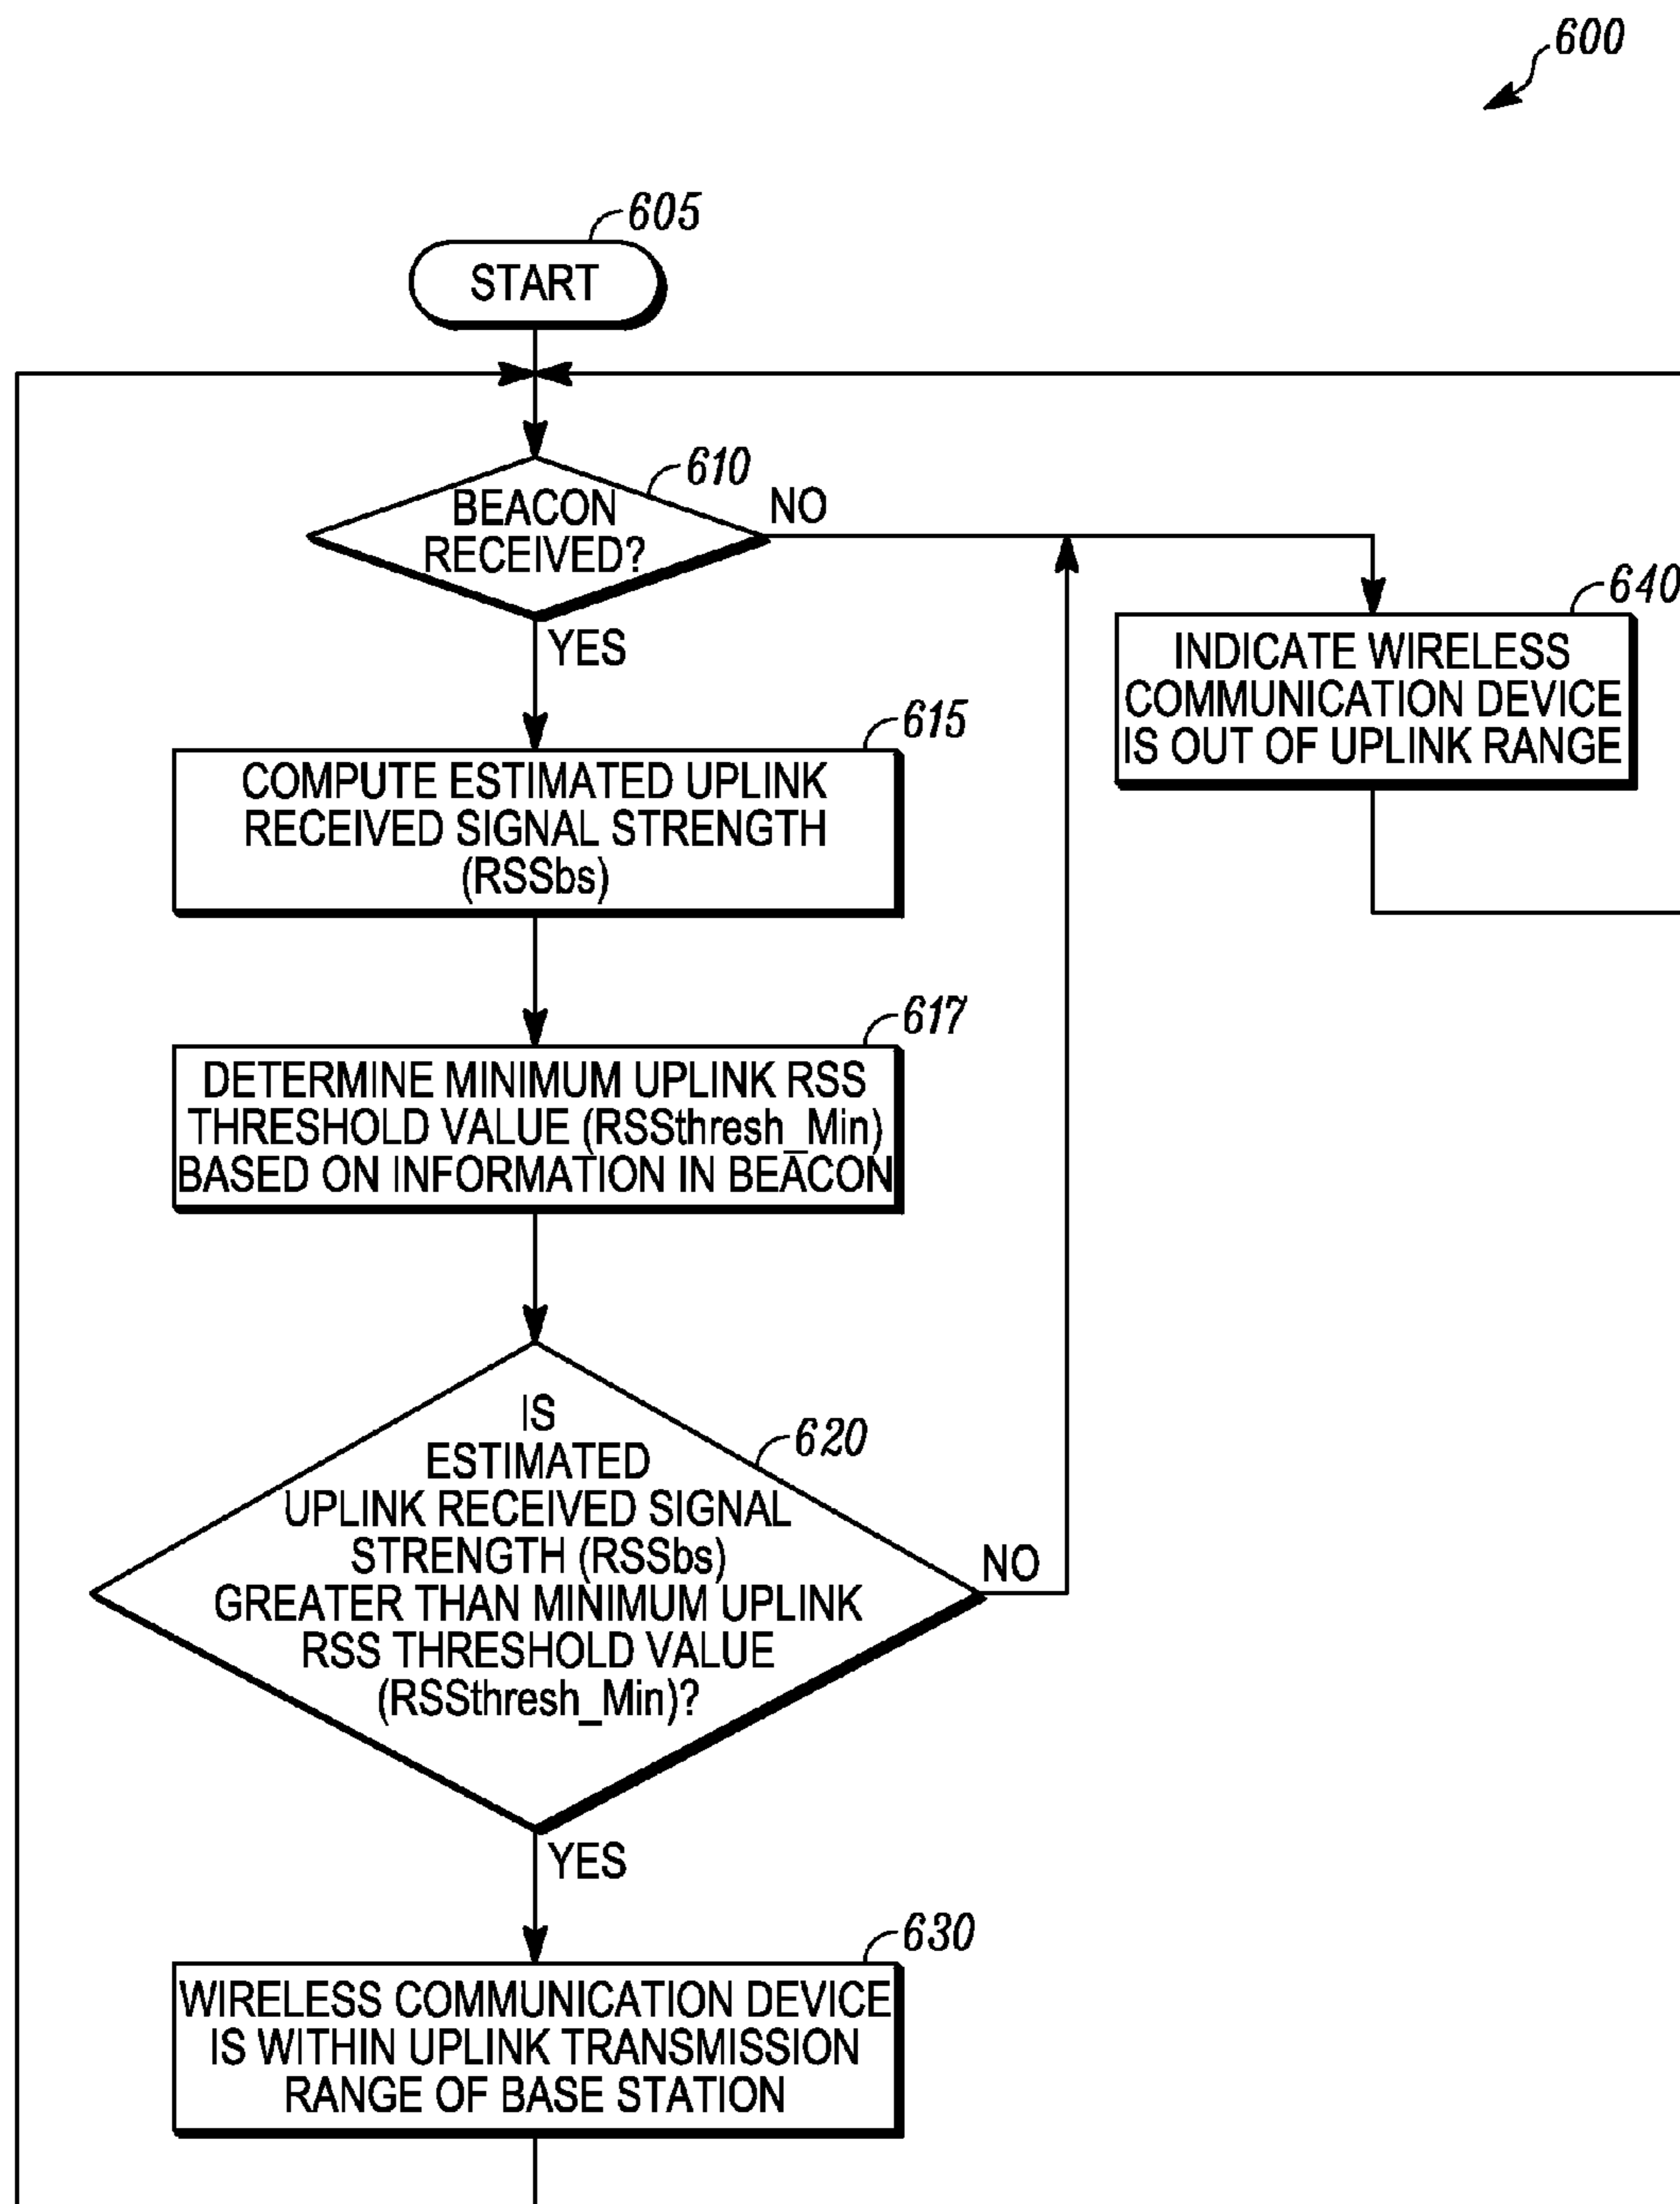 600
605
START
610
BEACON
RECEIVED?
NO
YES
640
INDICATE WIRELESS
COMMUNICATION DEVICE
IS OUT OF UPLINK RANGE
615
COMPUTE ESTIMATED UPLINK
RECEIVED SIGNAL STRENGTH
(RSSbs)
617
DETERMINE MINIMUM UPLINK RSS
THRESHOLD VALUE (RSSthresh_Min)
BASED ON INFORMATION IN BEACON
620
IS
ESTIMATED
UPLINK RECEIVED SIGNAL
STRENGTH (RSSbs)
GREATER THAN MINIMUM UPLINK
RSS THRESHOLD VALUE
(RSSthresh_Min)?
NO
YES
630
WIRELESS COMMUNICATION DEVICE
IS WITHIN UPLINK TRANSMISSION
RANGE OF BASE STATION